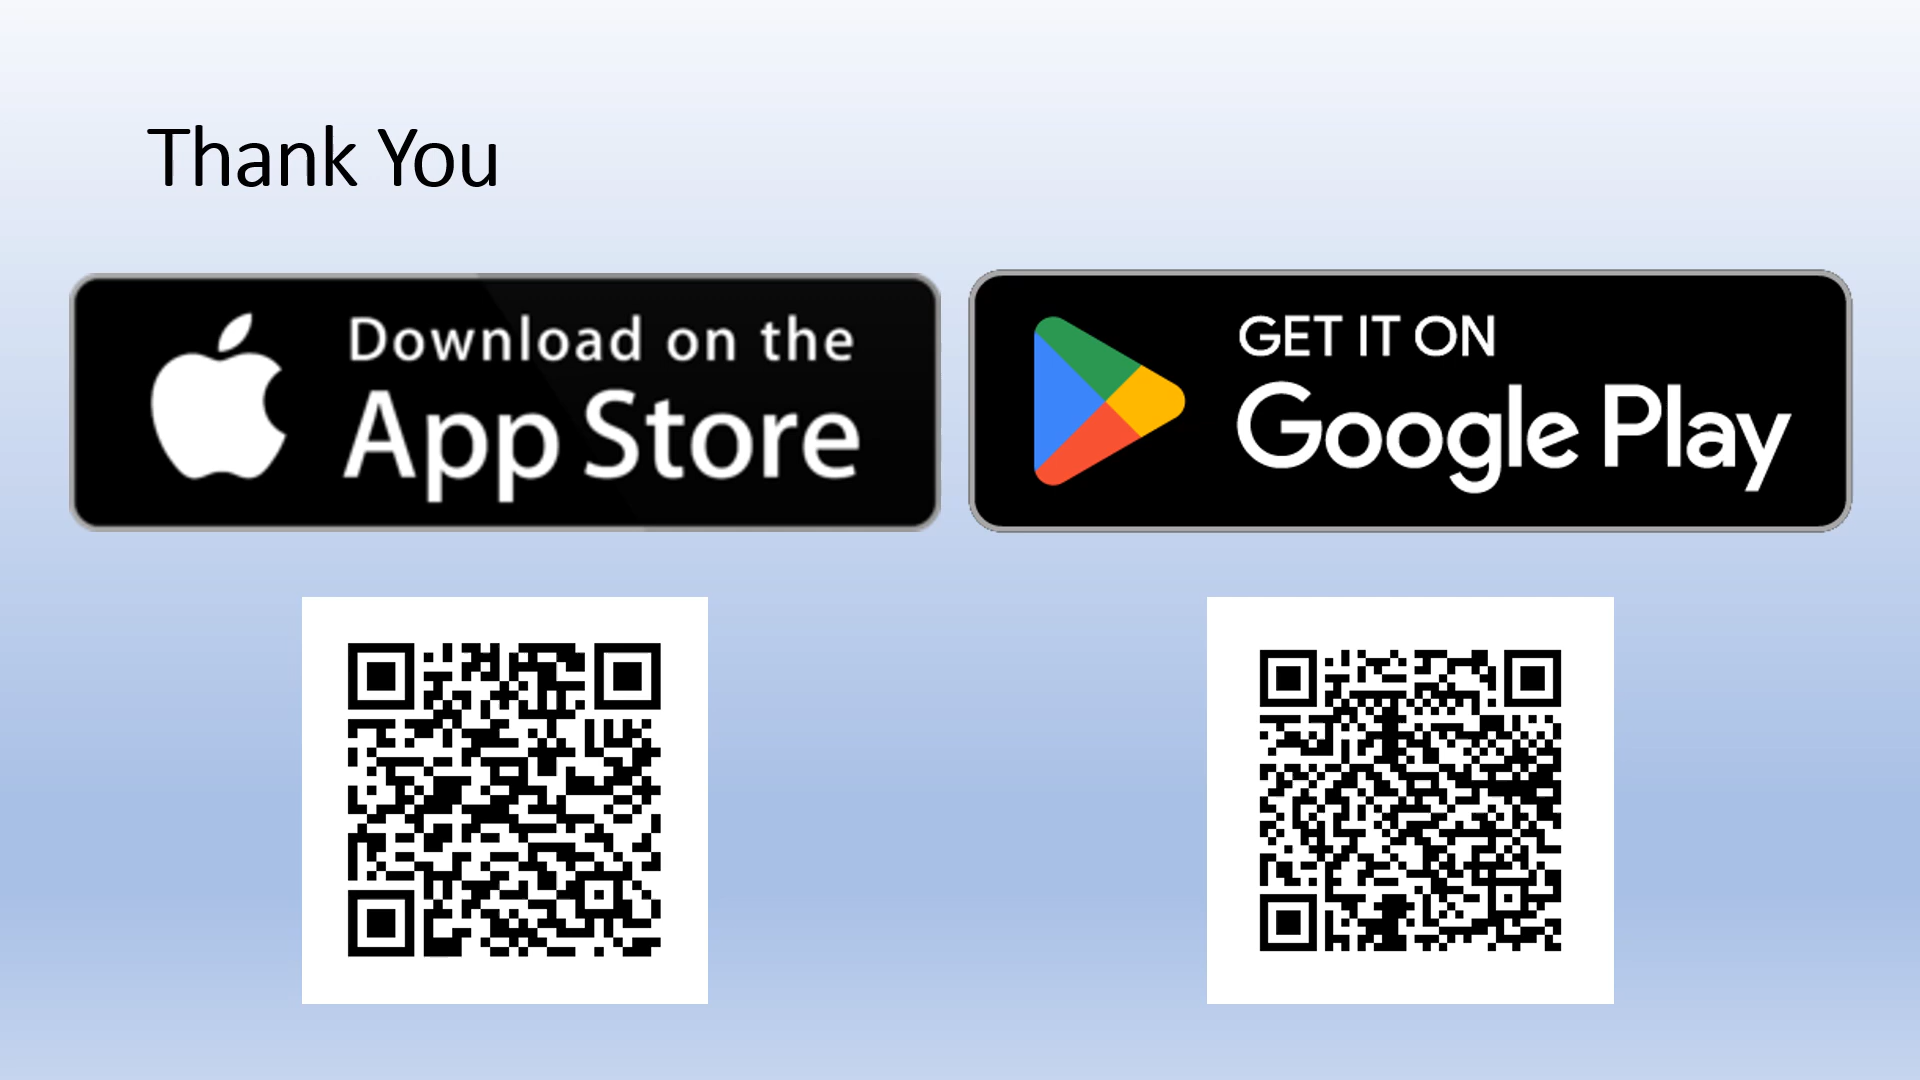 Thank You
Download on the
App Store
GET IT ON
Google Play